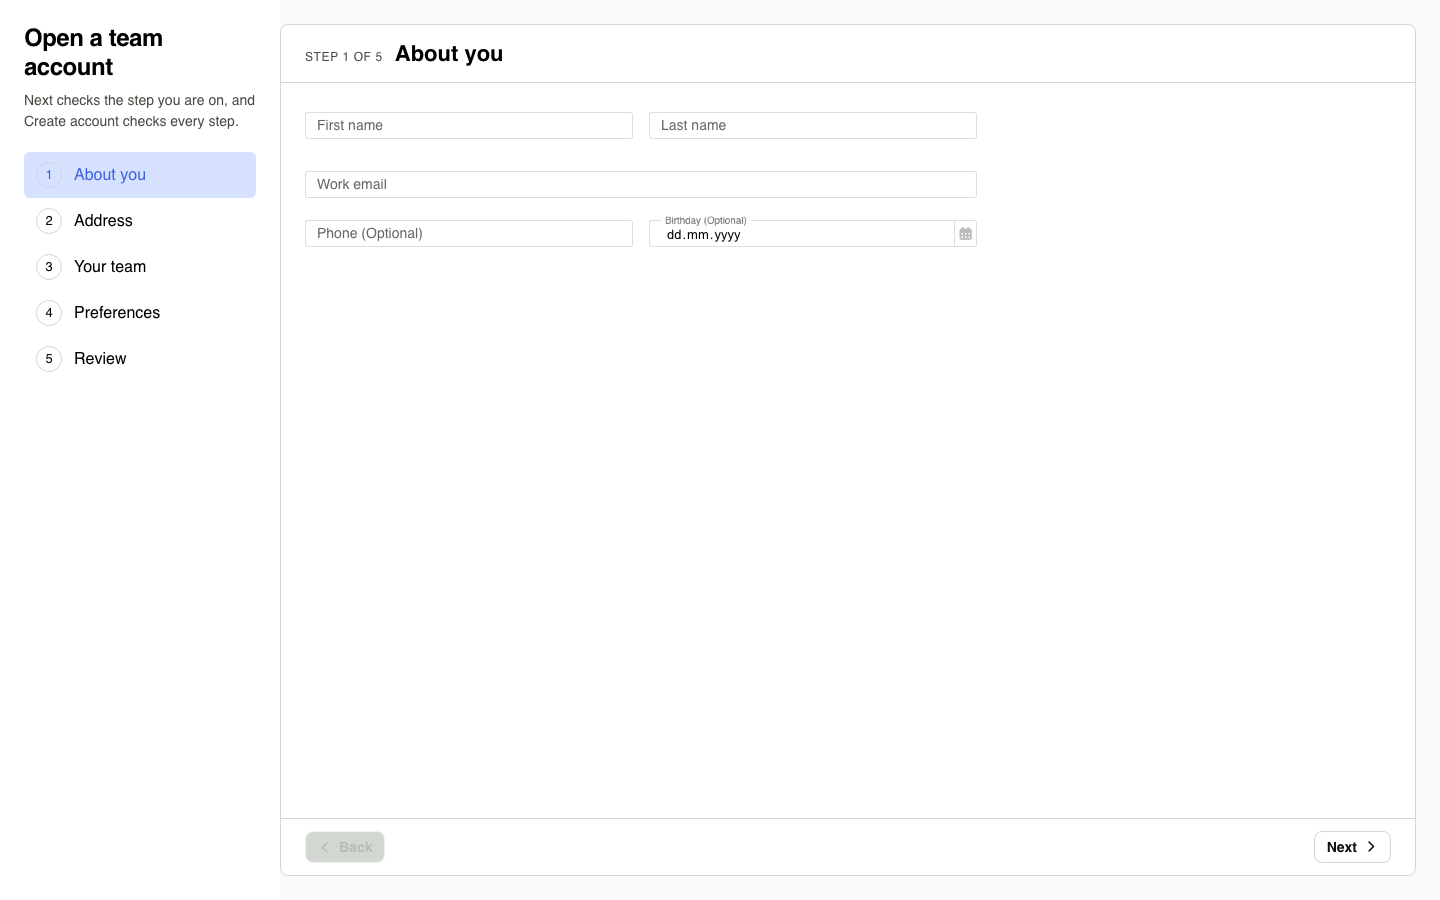 Open a team
account
Next checks the step you are on, and
Create account checks every step.
1 About you
2 Address
3 Your team
4 Preferences
5 Review
STEP 1 OF 5 About you
First name Last name
Work email
Birthday (Optional)
Phone (Optional) dd.mm.yyyy
Back Next